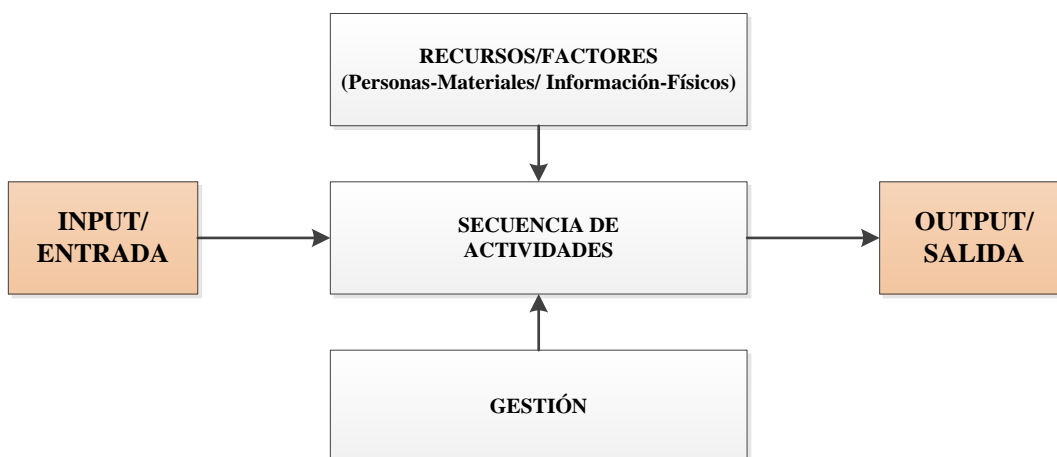 RECURSOS/FACTORES
(Personas-Materiales/ Información-Físicos)
INPUT/
ENTRADA
SECUENCIA DE
ACTIVIDADES
OUTPUT/
SALIDA
GESTIÓN